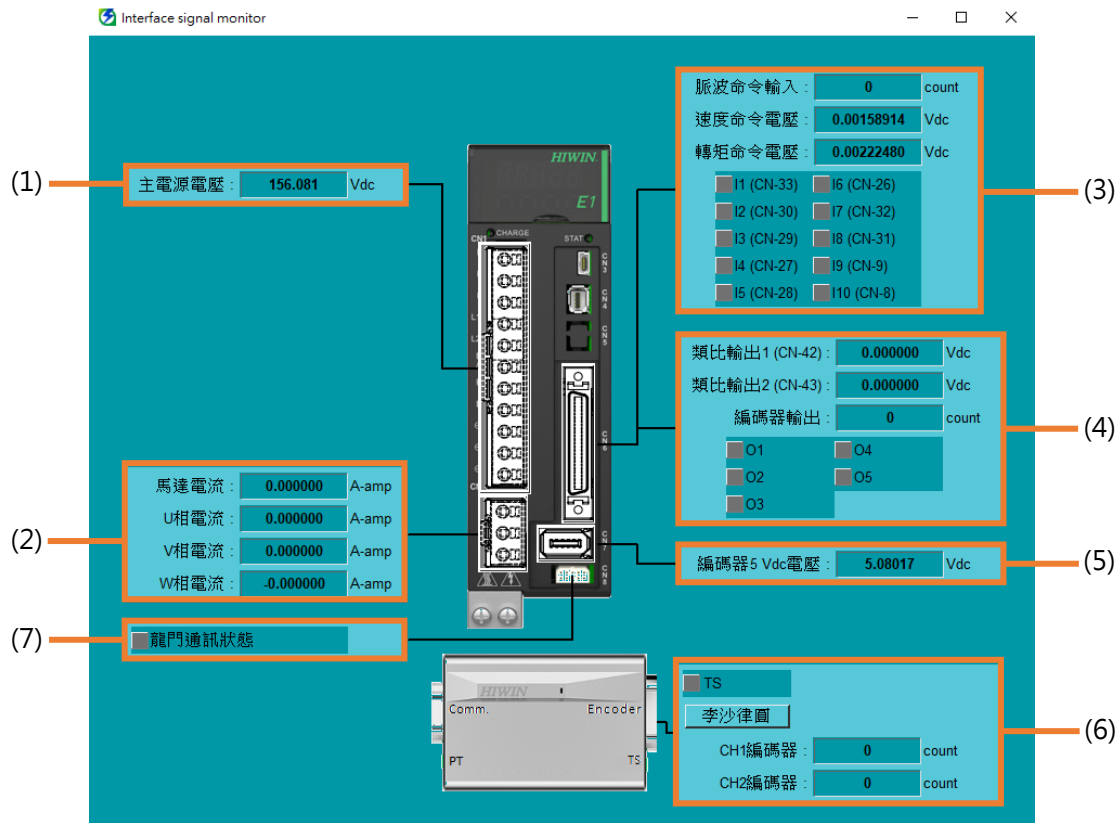 Interface signal monitor
(1)
主電源電壓 : 156.081 Vdc
(2)
馬達電流 : 0.000000 A-amp
U相電流 : 0.000000 A-amp
V相電流 : 0.000000 A-amp
W相電流 : -0.000000 A-amp
(7)
龍門通訊狀態
HIWIN
E1
CN1
CHARGE
STAT
CN3
CN4
CN5
CN6
CN7
CN8
(3)
脈波命令輸入 : 0 count
速度命令電壓 : 0.00158914 Vdc
轉矩命令電壓 : 0.00222480 Vdc
I1 (CN-33) I6 (CN-26)
I2 (CN-30) I7 (CN-32)
I3 (CN-29) I8 (CN-31)
I4 (CN-27) I9 (CN-9)
I5 (CN-28) I10 (CN-8)
(4)
類比輸出1 (CN-42) : 0.000000 Vdc
類比輸出2 (CN-43) : 0.000000 Vdc
編碼器輸出 : 0 count
O1 O4
O2 O5
O3
(5)
編碼器5 Vdc電壓 : 5.08017 Vdc
HIWIN
Comm. Encoder
PT TS
(6)
TS
李沙律圓
CH1編碼器 : 0 count
CH2編碼器 : 0 count